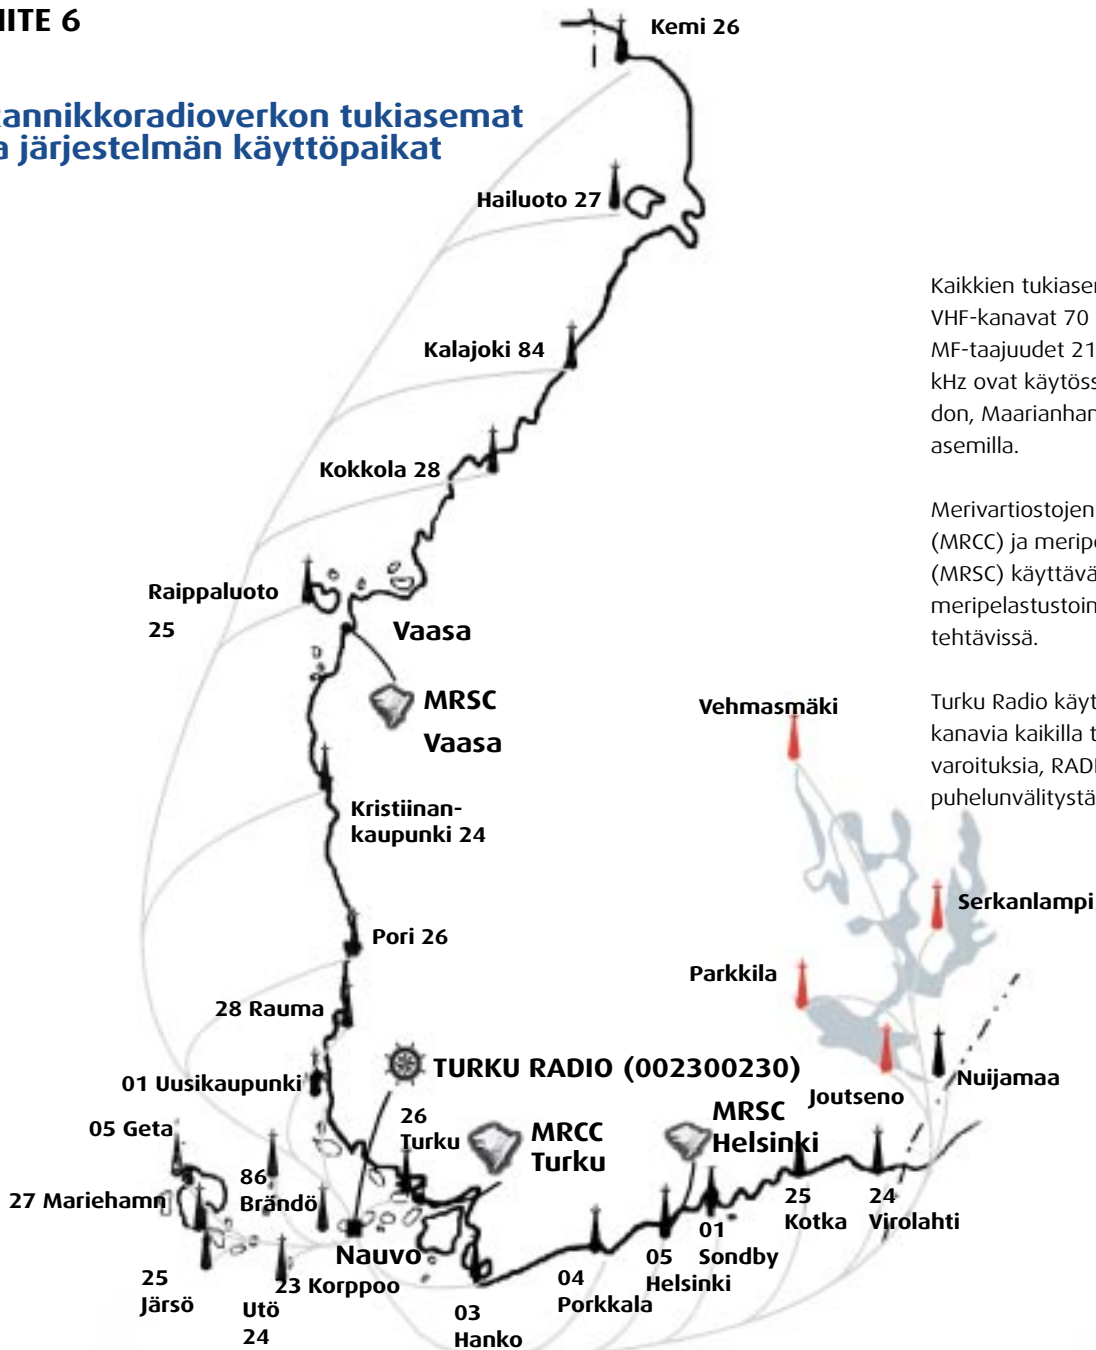 IITE 6
annikkoradioverkon tukiasemat
a järjestelmän käyttöpaikat
Kemi 26
Hailuoto 27
Kalajoki 84
Kokkola 28
Raippaluoto
25
Vaasa
MRSC
Vaasa
Kristiinan-
kaupunki 24
Pori 26
28 Rauma
TURKU RADIO (002300230)
01 Uusikaupunki
26
Turku
05 Geta
86
Brändö
27 Mariehamn
MRCC
Turku
MRSC
Helsinki
Nauvo
23 Korppoo
25
Järsö
Utö
24
03
Hanko
04
Porkkala
05
Helsinki
01
Sondby
25
Kotka
24
Virolahti
Vehmasmäki
Serkanlampi
Parkkila
Joutseno
Nuijamaa
Kaikkien tukiaser
VHF-kanavat 70
MF-taajuudet 21
kHz ovat käytöss
don, Maarianhan
asemilla.
Merivartiostojen
(MRCC) ja meripe
(MRSC) käyttävä
meripelastustoin
tehtävissä.
Turku Radio käyt
kanavia kaikilla t
varoituksia, RADI
puhelunvälitystä